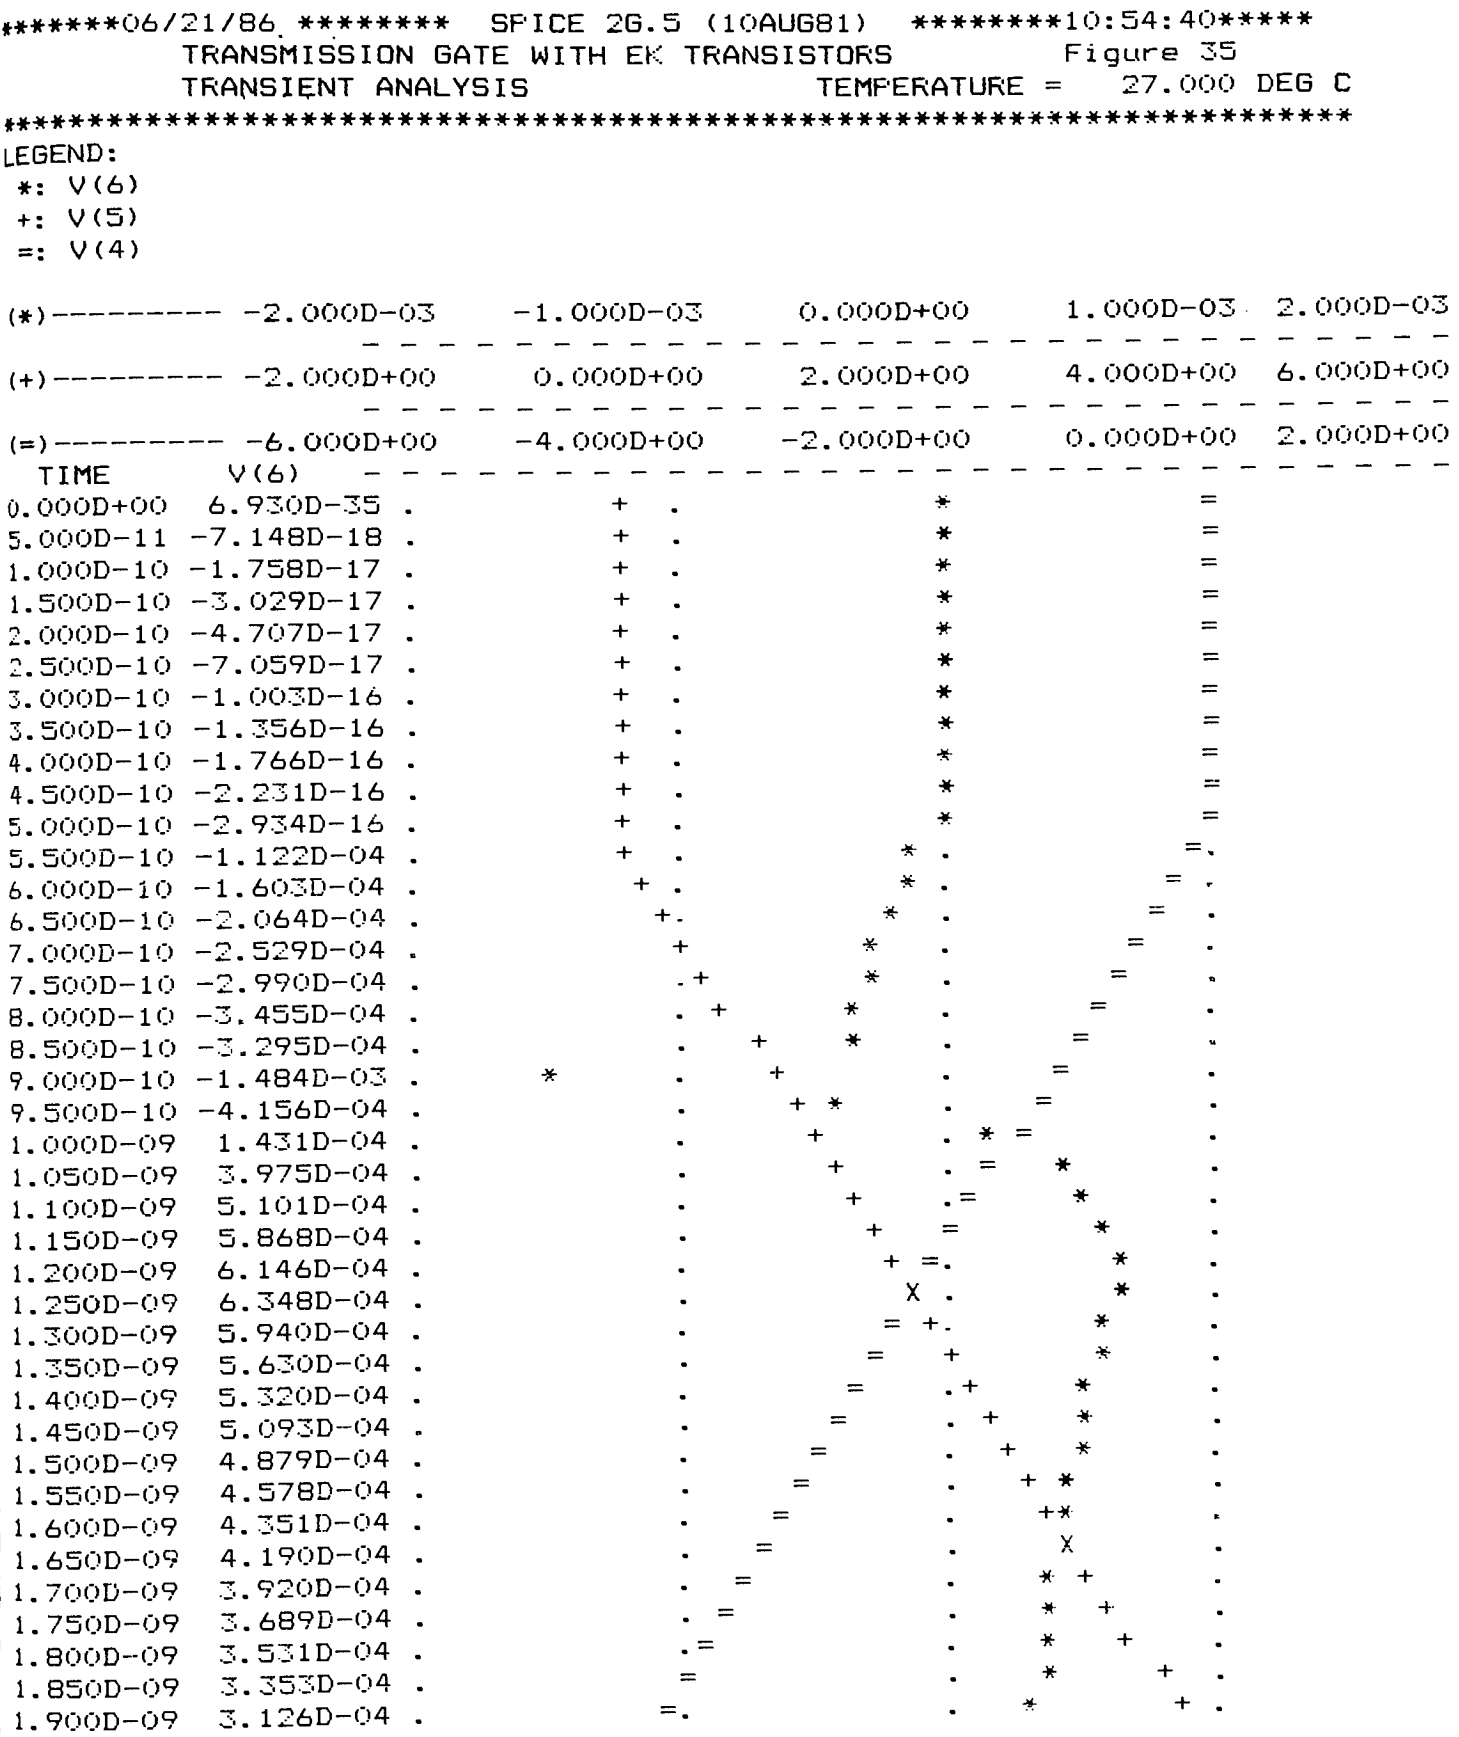 *******06/21/86 ********  SPICE 2G.5 (10AUG81)  ********10:54:40*****
TRANSMISSION GATE WITH EK TRANSISTORS          Figure 35
TRANSIENT ANALYSIS               TEMPERATURE =   27.000 DEG C
*********************************************************************
LEGEND:
*: V(6)
+: V(5)
=: V(4)
(*)--------- -2.000D-03    -1.000D-03     0.000D+00     1.000D-03  2.000D-03
- - - - - - - - - - - - - - - - - - - - - - - - - - - - -
(+)--------- -2.000D+00     0.000D+00     2.000D+00     4.000D+00  6.000D+00
- - - - - - - - - - - - - - - - - - - - - - - - - - - - -
(=)--------- -6.000D+00    -4.000D+00    -2.000D+00     0.000D+00  2.000D+00
TIME      V(6)   - - - - - - - - - - - - - - - - - - - - - - - - - - - - -
0.000D+00  6.930D-35 .          +  .             *             =
5.000D-11 -7.148D-18 .          +  .             *             =
1.000D-10 -1.758D-17 .          +  .             *             =
1.500D-10 -3.029D-17 .          +  .             *             =
2.000D-10 -4.707D-17 .          +  .             *             =
2.500D-10 -7.059D-17 .          +  .             *             =
3.000D-10 -1.003D-16 .          +  .             *             =
3.500D-10 -1.356D-16 .          +  .             *             =
4.000D-10 -1.766D-16 .          +  .             *             =
4.500D-10 -2.231D-16 .          +  .             *             =
5.000D-10 -2.934D-16 .          +  .             *             =
5.500D-10 -1.122D-04 .          +  .           * .            =.
6.000D-10 -1.603D-04 .           + .           * .           = .
6.500D-10 -2.064D-04 .            +.          *  .          =  .
7.000D-10 -2.529D-04 .             +         *   .         =   .
7.500D-10 -2.990D-04 .             .+        *   .        =    .
8.000D-10 -3.455D-04 .             . +      *    .       =     .
8.500D-10 -3.295D-04 .             .   +    *    .      =      .
9.000D-10 -1.484D-03 .      *      .    +        .     =       .
9.500D-10 -4.156D-04 .             .     + *     .    =        .
1.000D-09  1.431D-04 .             .      +      . * =         .
1.050D-09  3.975D-04 .             .       +     . =   *       .
1.100D-09  5.101D-04 .             .        +    .=     *      .
1.150D-09  5.868D-04 .             .         +   =       *     .
1.200D-09  6.146D-04 .             .          + =.        *    .
1.250D-09  6.348D-04 .             .           X .        *    .
1.300D-09  5.940D-04 .             .          = +.       *     .
1.350D-09  5.630D-04 .             .         =   +       *     .
1.400D-09  5.320D-04 .             .        =    .+     *      .
1.450D-09  5.093D-04 .             .       =     . +    *      .
1.500D-09  4.879D-04 .             .      =      .  +   *      .
1.550D-09  4.578D-04 .             .     =       .   + *       .
1.600D-09  4.351D-04 .             .    =        .    +*       .
1.650D-09  4.190D-04 .             .   =         .     X       .
1.700D-09  3.920D-04 .             .  =          .    * +      .
1.750D-09  3.689D-04 .             . =           .    *  +     .
1.800D-09  3.531D-04 .             .=            .    *   +    .
1.850D-09  3.353D-04 .             =             .    *     +  .
1.900D-09  3.126D-04 .            =.             .   *       + .